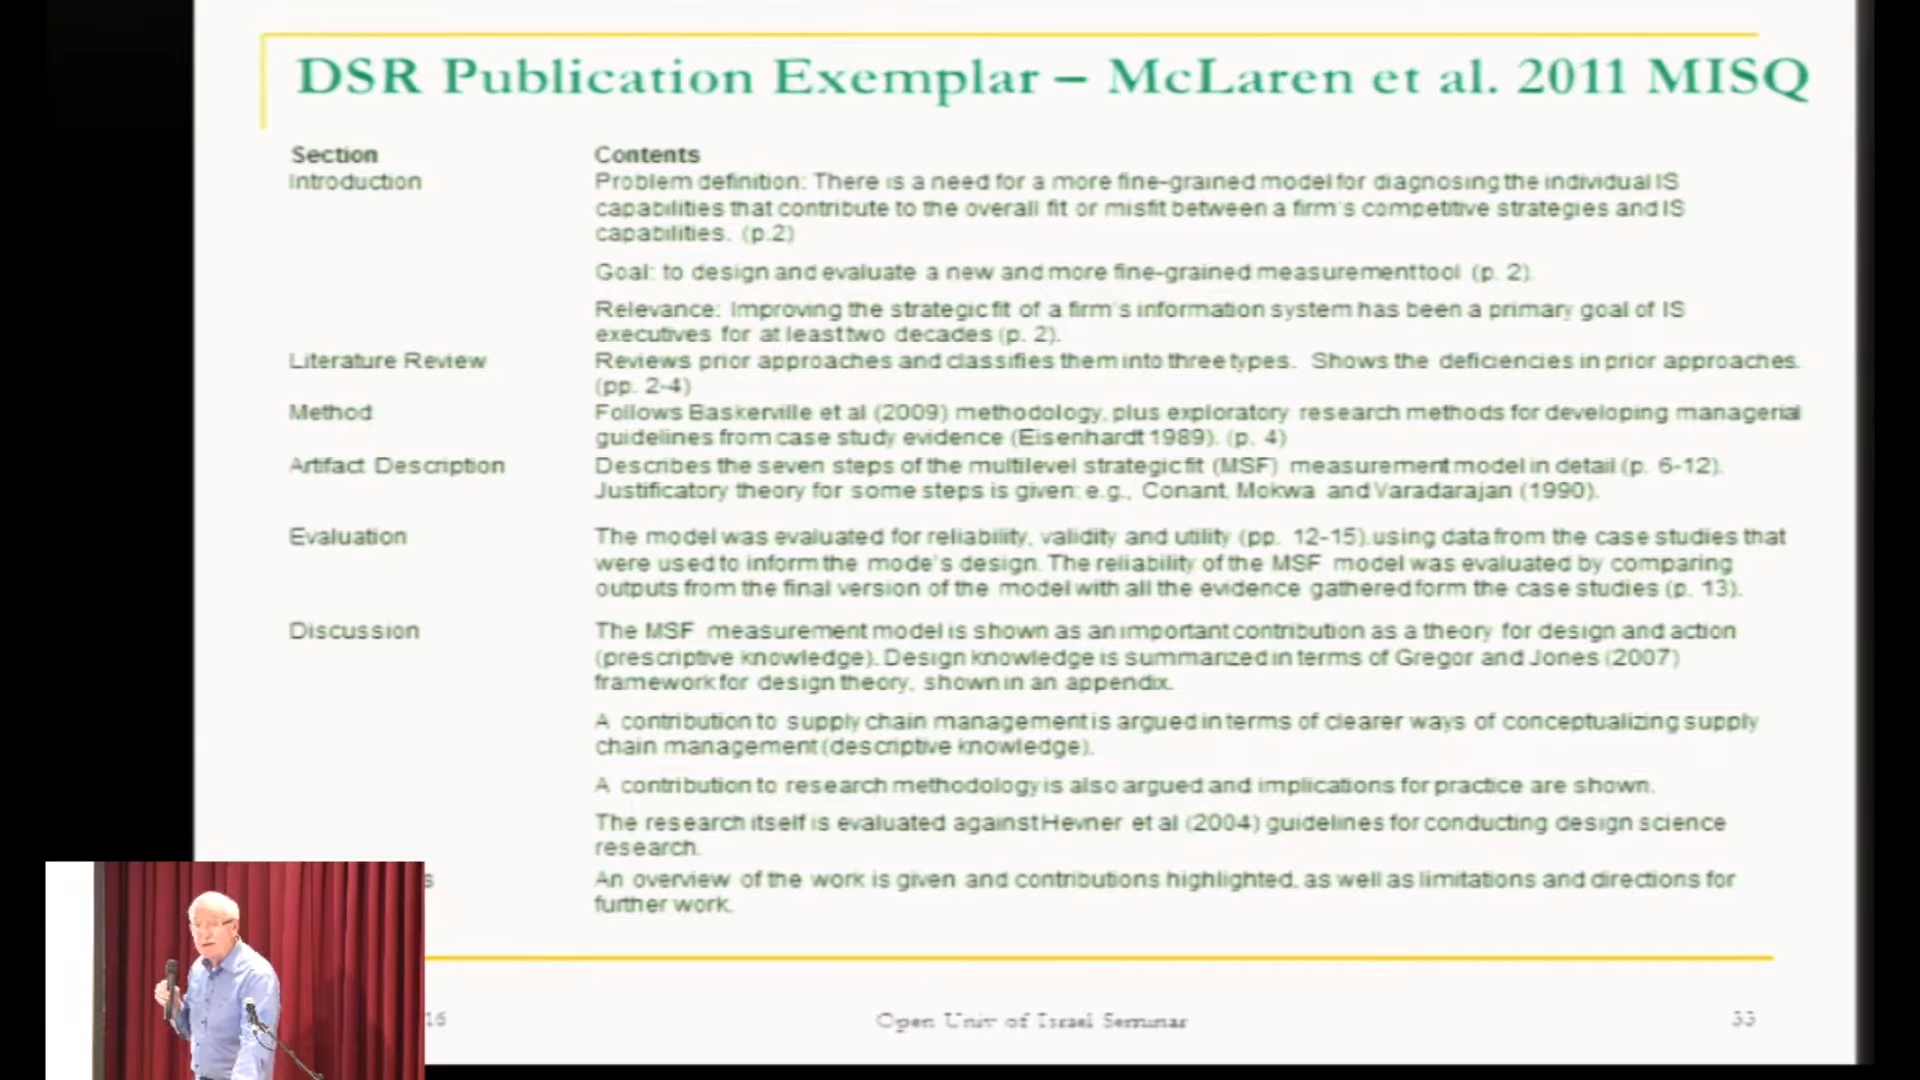 DSR Publication Exemplar – McLaren et al. 2011 MISQ
Section Contents
Introduction Problem definition: There is a need for a more fine-grained model for diagnosing the individual IS
capabilities that contribute to the overall fit or misfit between a firm's competitive strategies and IS
capabilities. (p.2)
Goal: to design and evaluate a new and more fine-grained measurement tool (p. 2).
Relevance: Improving the strategic fit of a firm's information system has been a primary goal of IS
executives for at least two decades (p. 2).
Literature Review Reviews prior approaches and classifies them into three types. Shows the deficiencies in prior approaches.
(pp. 2-4)
Method Follows Baskerville et al (2009) methodology, plus exploratory research methods for developing managerial
guidelines from case study evidence (Eisenhardt 1989). (p. 4)
Artifact Description Describes the seven steps of the multilevel strategic fit (MSF) measurement model in detail (p. 6-12).
Justificatory theory for some steps is given: e.g., Conant, Mokwa and Varadarajan (1990).
Evaluation The model was evaluated for reliability, validity and utility (pp. 12-15).using data from the case studies that
were used to inform the mode's design. The reliability of the MSF model was evaluated by comparing
outputs from the final version of the model with all the evidence gathered form the case studies (p. 13).
Discussion The MSF measurement model is shown as an important contribution as a theory for design and action
(prescriptive knowledge). Design knowledge is summarized in terms of Gregor and Jones (2007)
framework for design theory, shown in an appendix.
A contribution to supply chain management is argued in terms of clearer ways of conceptualizing supply
chain management (descriptive knowledge).
A contribution to research methodology is also argued and implications for practice are shown.
The research itself is evaluated against Hevner et al (2004) guidelines for conducting design science
research.
s An overview of the work is given and contributions highlighted, as well as limitations and directions for
further work.
16 Open Univ of Israel Seminar 33